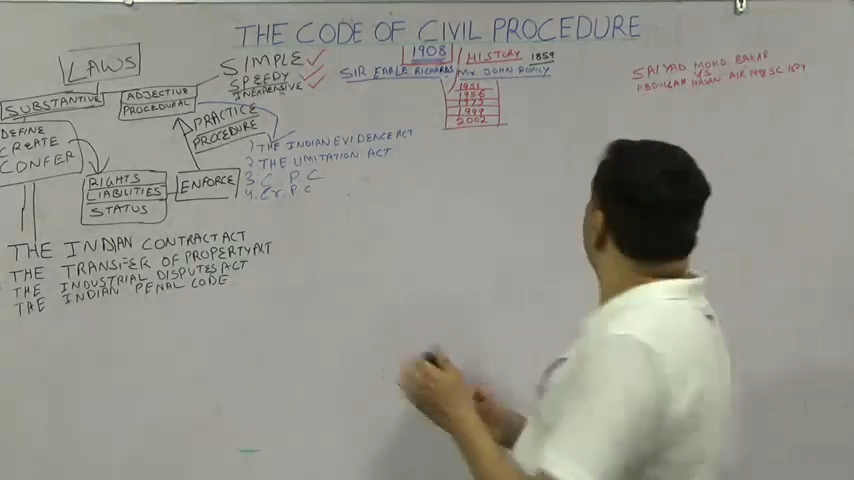 THE CODE OF CIVIL PROCEDURE
1908
HISTORY 1859
SIR EARLE RICHARDS
Mr. JOHN ROMILY
1951
1956
1973
1999
2002
SAIYAD MOHD. BAKAR
VS
ABDULLAH HASAN AIR 1998 SC
LAWS
SUBSTANTIVE
ADJECTIVE
PROCEDURAL
SIMPLE
SPEEDY
INEXPENSIVE
DEFINE
CREATE
CONFER
RIGHTS
LIABILITIES
STATUS
ENFORCE
PRACTICE
PROCEDURE
1. THE INDIAN EVIDENCE ACT
2. THE LIMITATION ACT
3. C. P. C
4. Cr. P. C
THE INDIAN CONTRACT ACT
THE TRANSFER OF PROPERTY ACT
THE INDUSTRIAL DISPUTES ACT
THE INDIAN PENAL CODE